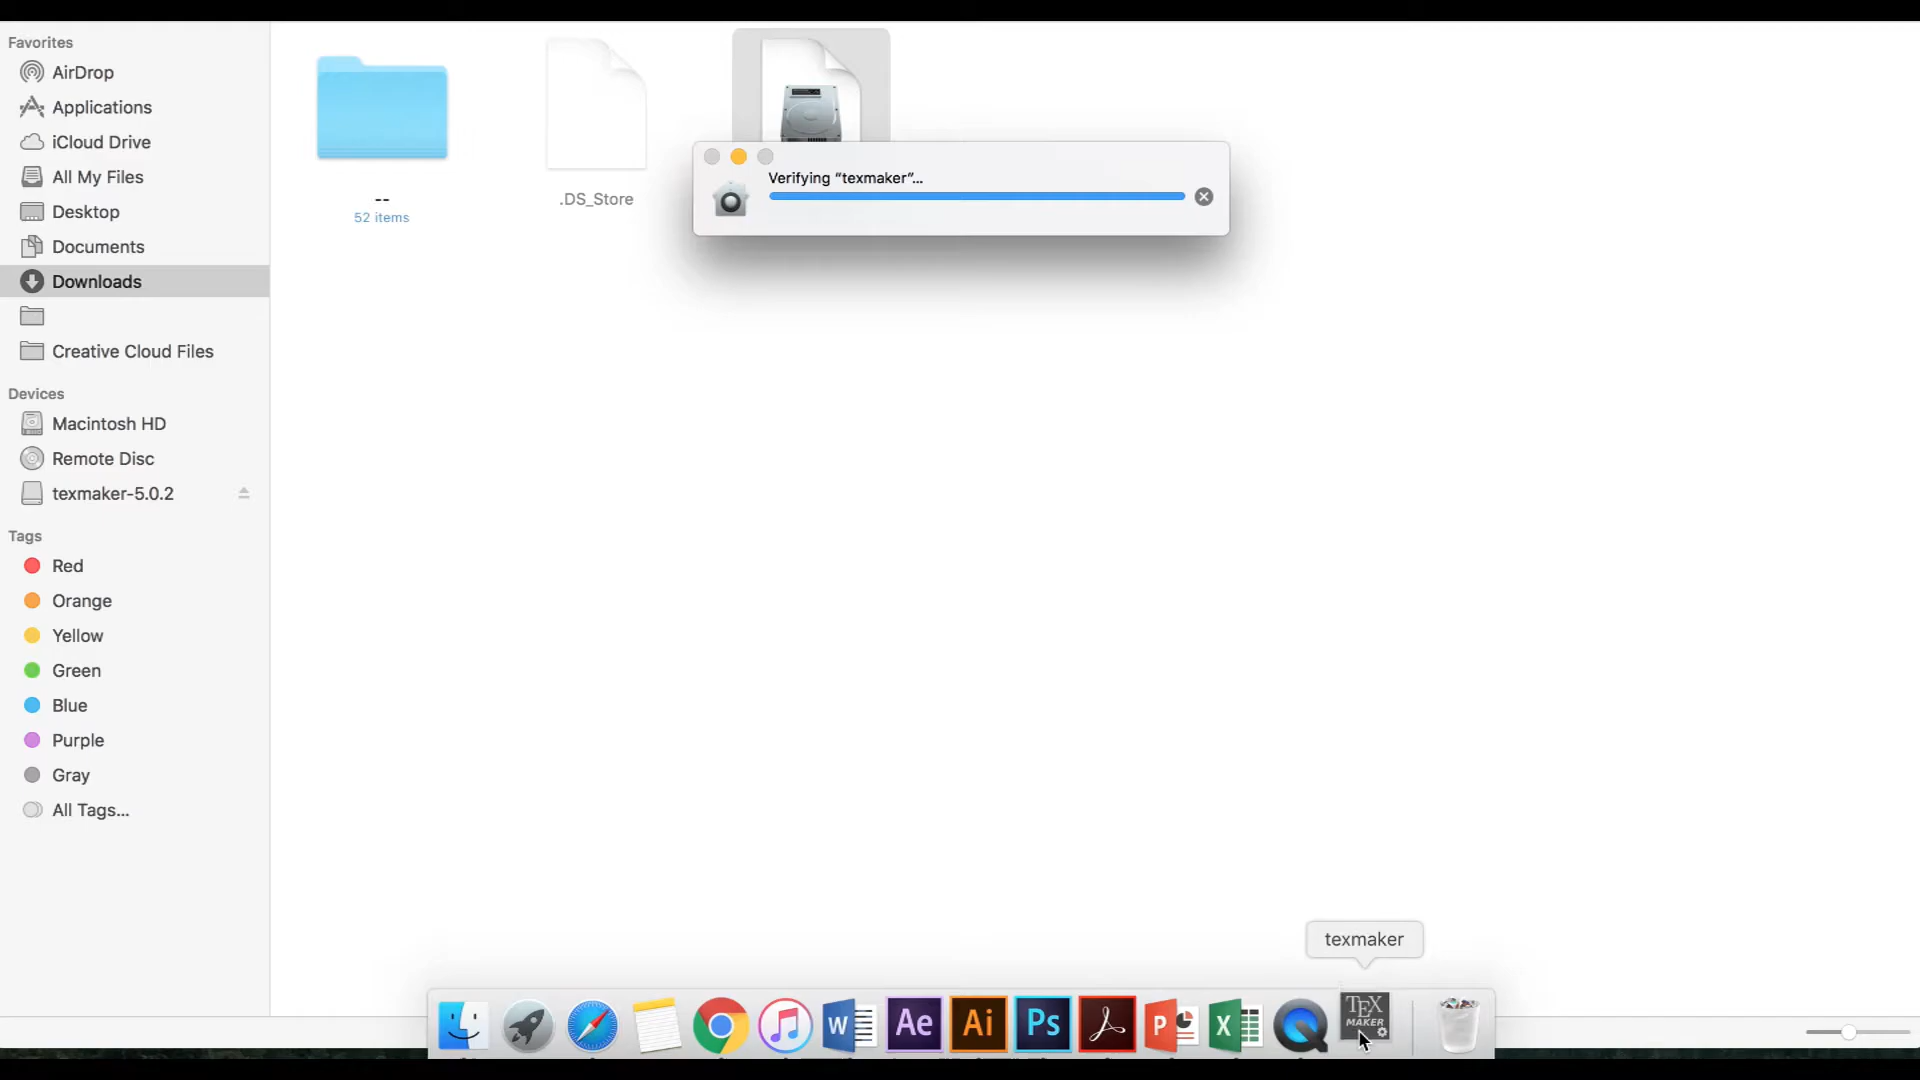 Favorites
AirDrop
Applications
iCloud Drive
All My Files
Desktop
Documents
Downloads
Creative Cloud Files
Devices
Macintosh HD
Remote Disc
texmaker-5.0.2
Tags
Red
Orange
Yellow
Green
Blue
Purple
Gray
All Tags...
--
52 items
.DS_Store
Verifying “texmaker”...
texmaker
W
Ae
Ai
Ps
P
X
TEX
MAKER